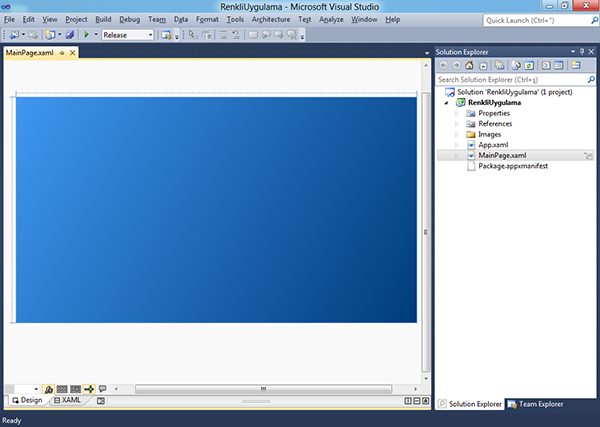 RenkliUygulama - Microsoft Visual Studio
File Edit View Project Build Debug Team Data Format Tools Architecture Test Analyze Window Help
Quick Launch (Ctrl+")
Release
MainPage.xaml
Solution Explorer
Search Solution Explorer (Ctrl+ş)
Solution 'RenkliUygulama' (1 project)
RenkliUygulama
Properties
References
Images
App.xaml
MainPage.xaml
Package.appxmanifest
Design XAML
Solution Explorer Team Explorer
Ready